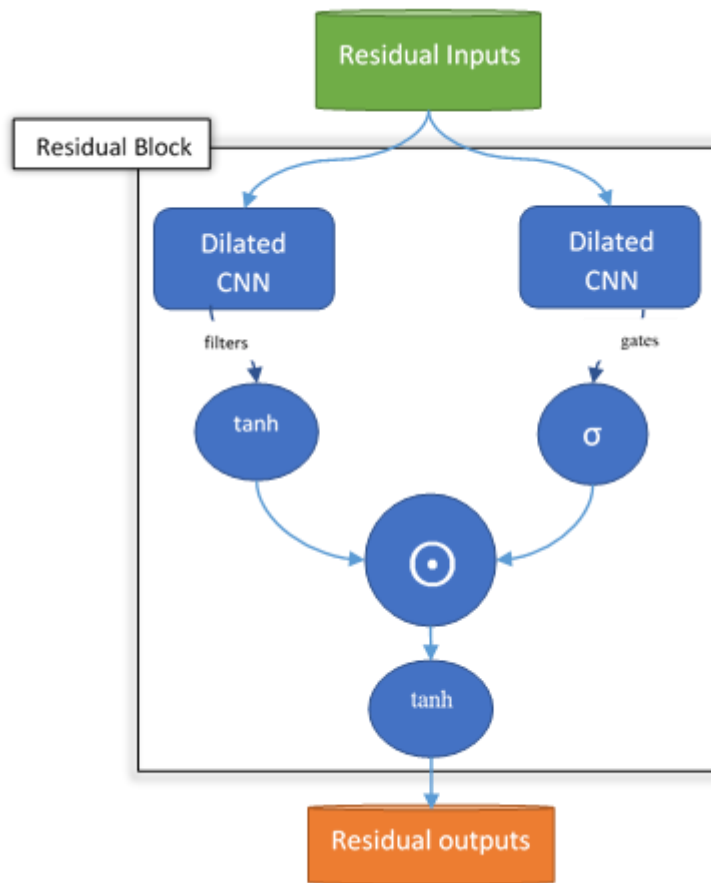 Residual Inputs
Residual Block
Dilated
CNN
Dilated
CNN
filters
gates
tanh
σ
⊙
tanh
Residual outputs